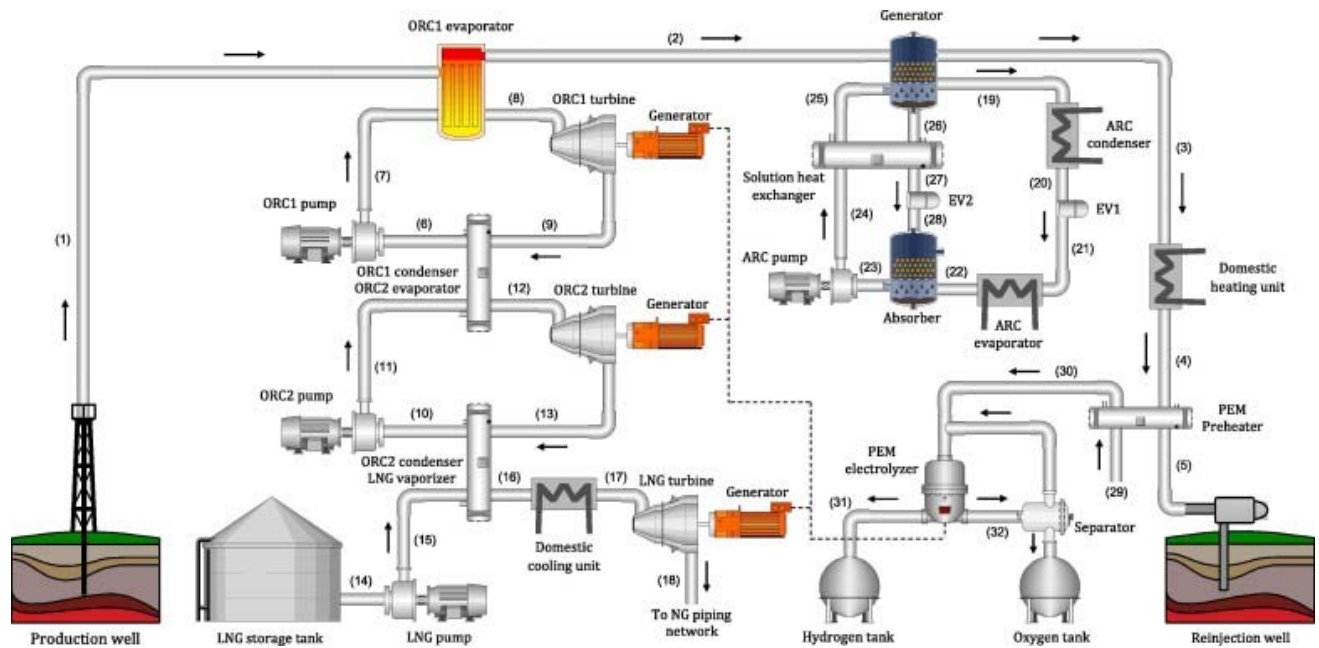 Generator
ORC1 evaporator
(2)
(8)
ORC1 turbine
Generator
(25)
(19)
(26)
ARC
condenser
(3)
(7)
Solution heat
exchanger
(27)
(20)
ORC1 pump
(6)
(9)
(24)
EV2
(28)
EV1
(1)
ORC1 condenser
ORC2 evaporator
(12)
ORC2 turbine
Generator
ARC pump
(23)
(22)
(21)
Domestic
heating unit
Absorber
ARC
evaporator
(11)
(30)
(4)
ORC2 pump
(10)
(13)
PEM
Preheater
ORC2 condenser
LNG vaporizer
(16)
(17)
LNG turbine
Generator
PEM
electrolyzer
(29)
(5)
(31)
(32)
Separator
(15)
Domestic
cooling unit
(14)
(18)
To NG piping
network
Production well
LNG storage tank
LNG pump
Hydrogen tank
Oxygen tank
Reinjection well